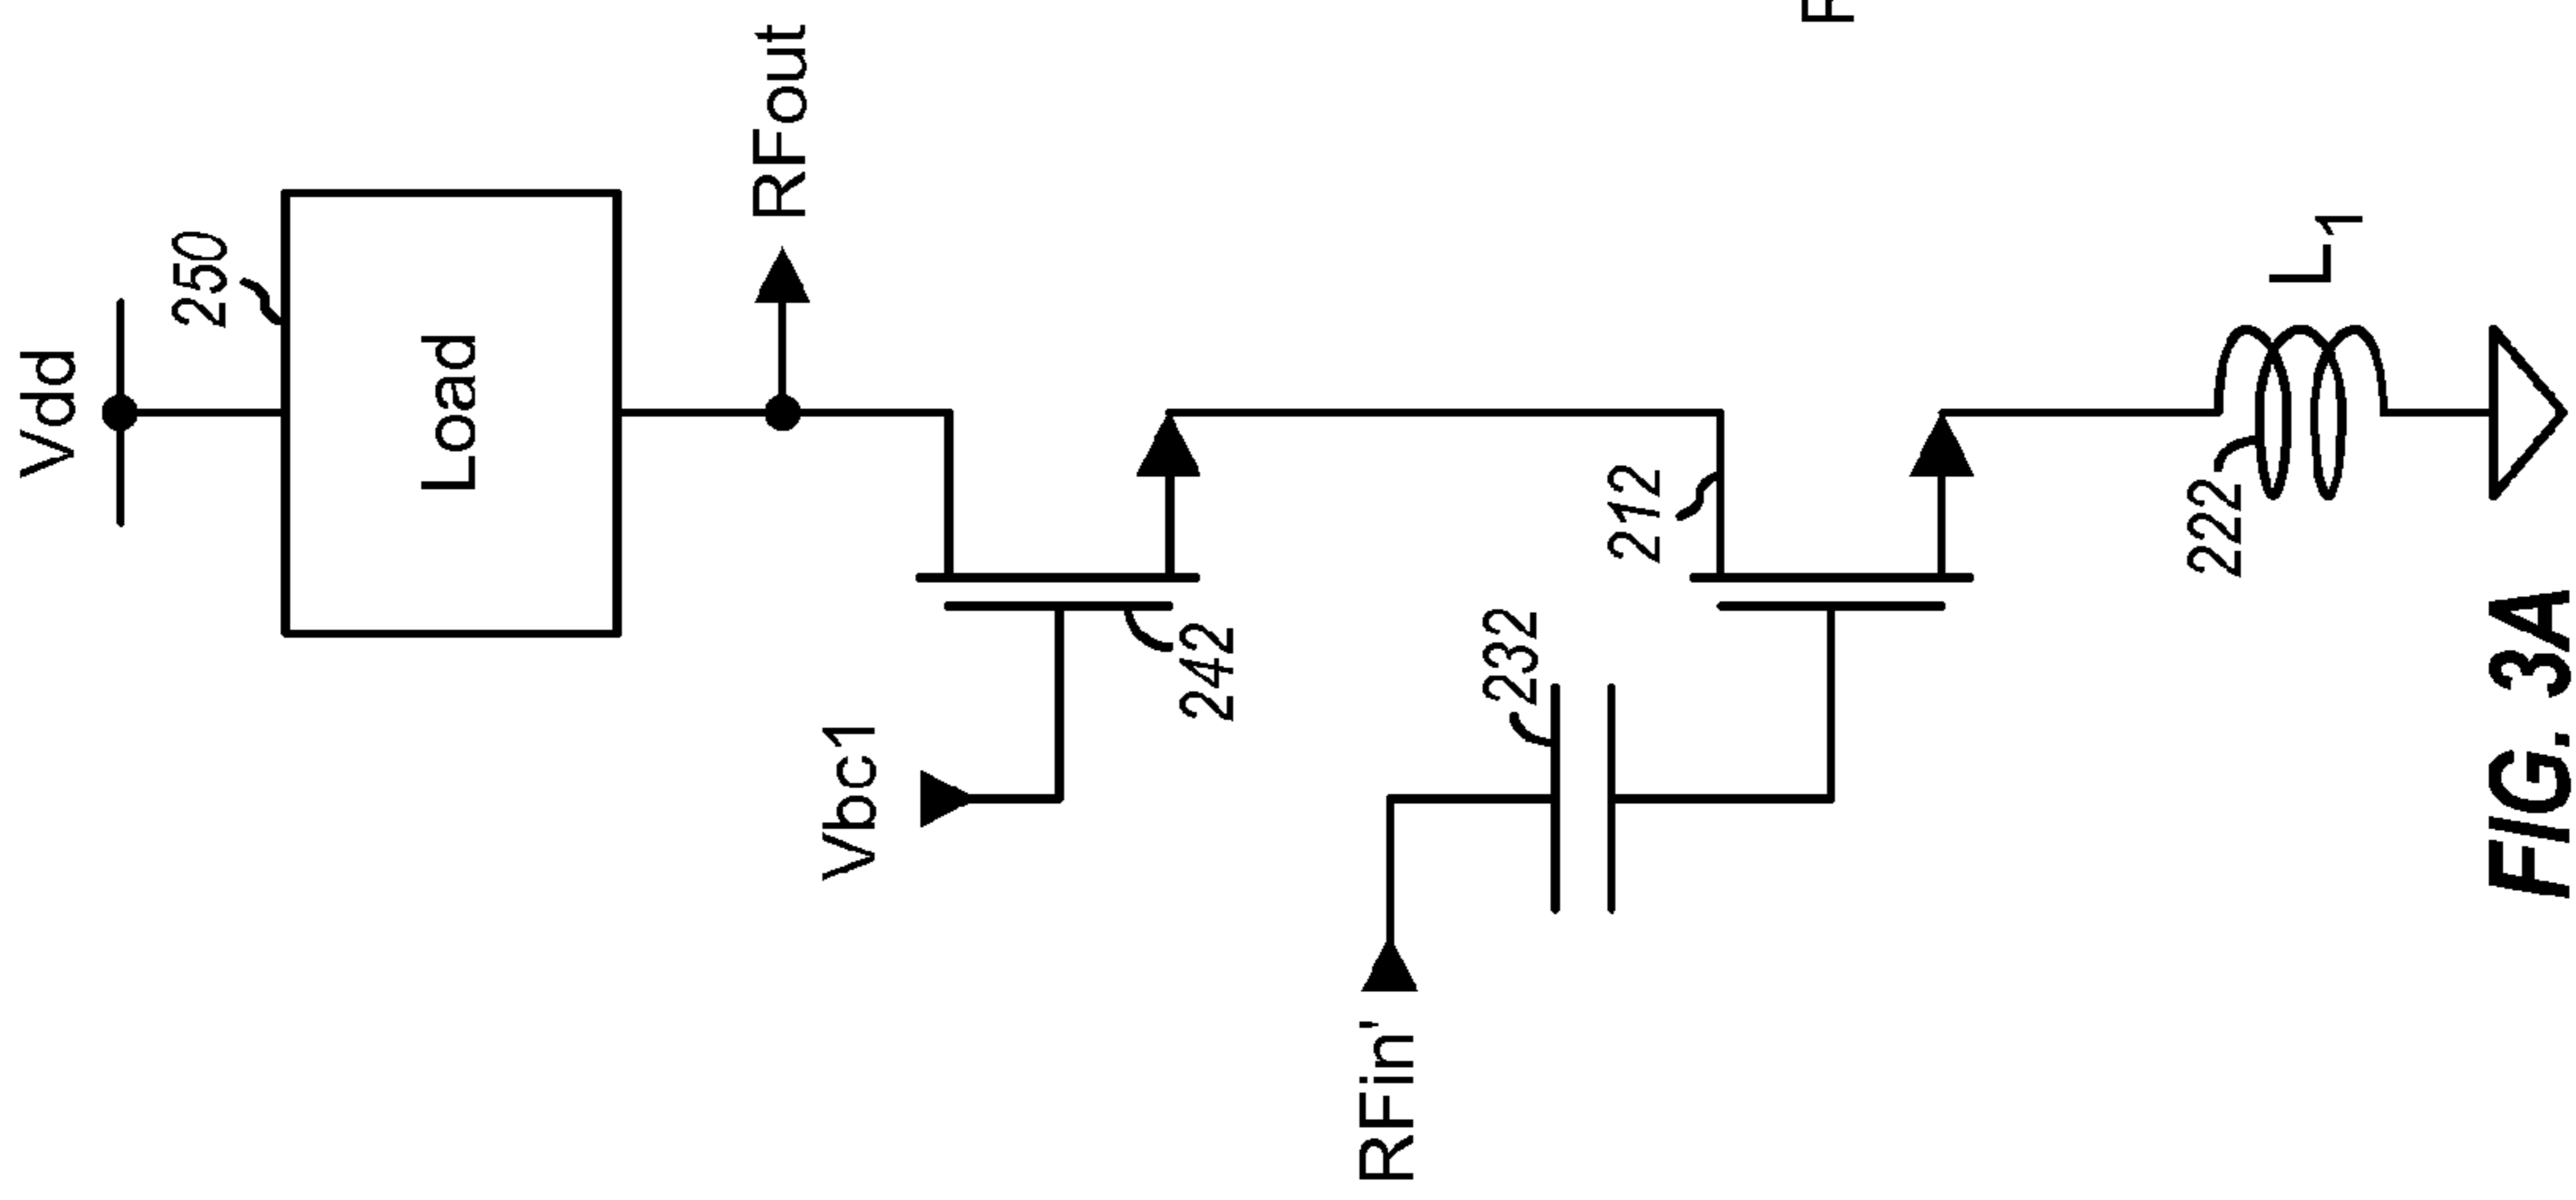 Vdd
250
Load
RFout
Vbc1
242
RFin'
232
212
222
L1
FIG. 3A
R